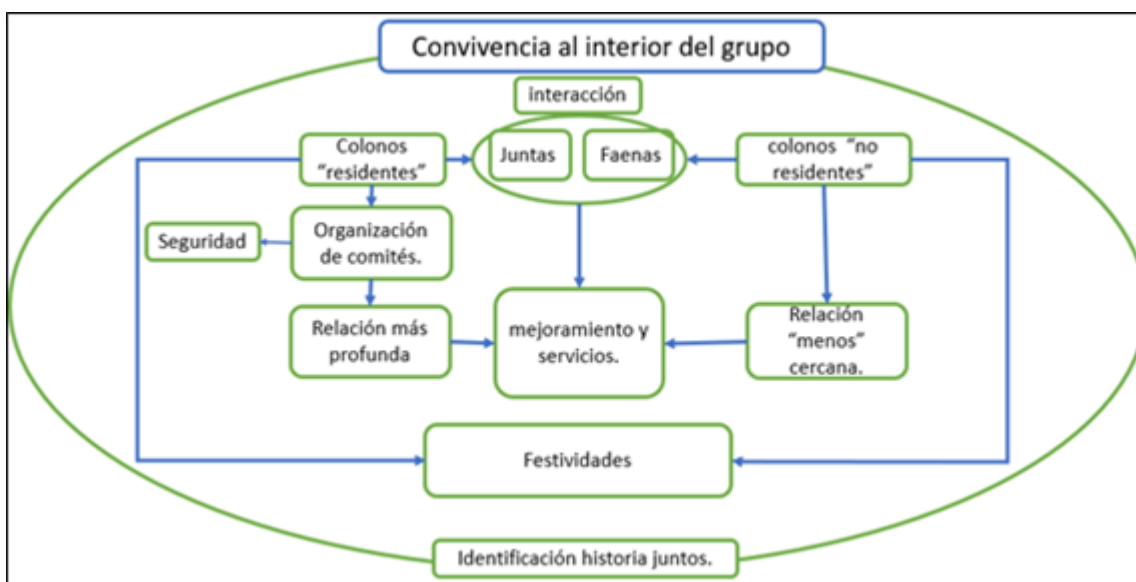 Convivencia al interior del grupo
interacción
Colonos
“residentes”
Juntas
Faenas
colonos “no
residentes”
Seguridad
Organización
de comités.
Relación más
profunda
mejoramiento y
servicios.
Relación
“menos”
cercana.
Festividades
Identificación historia juntos.